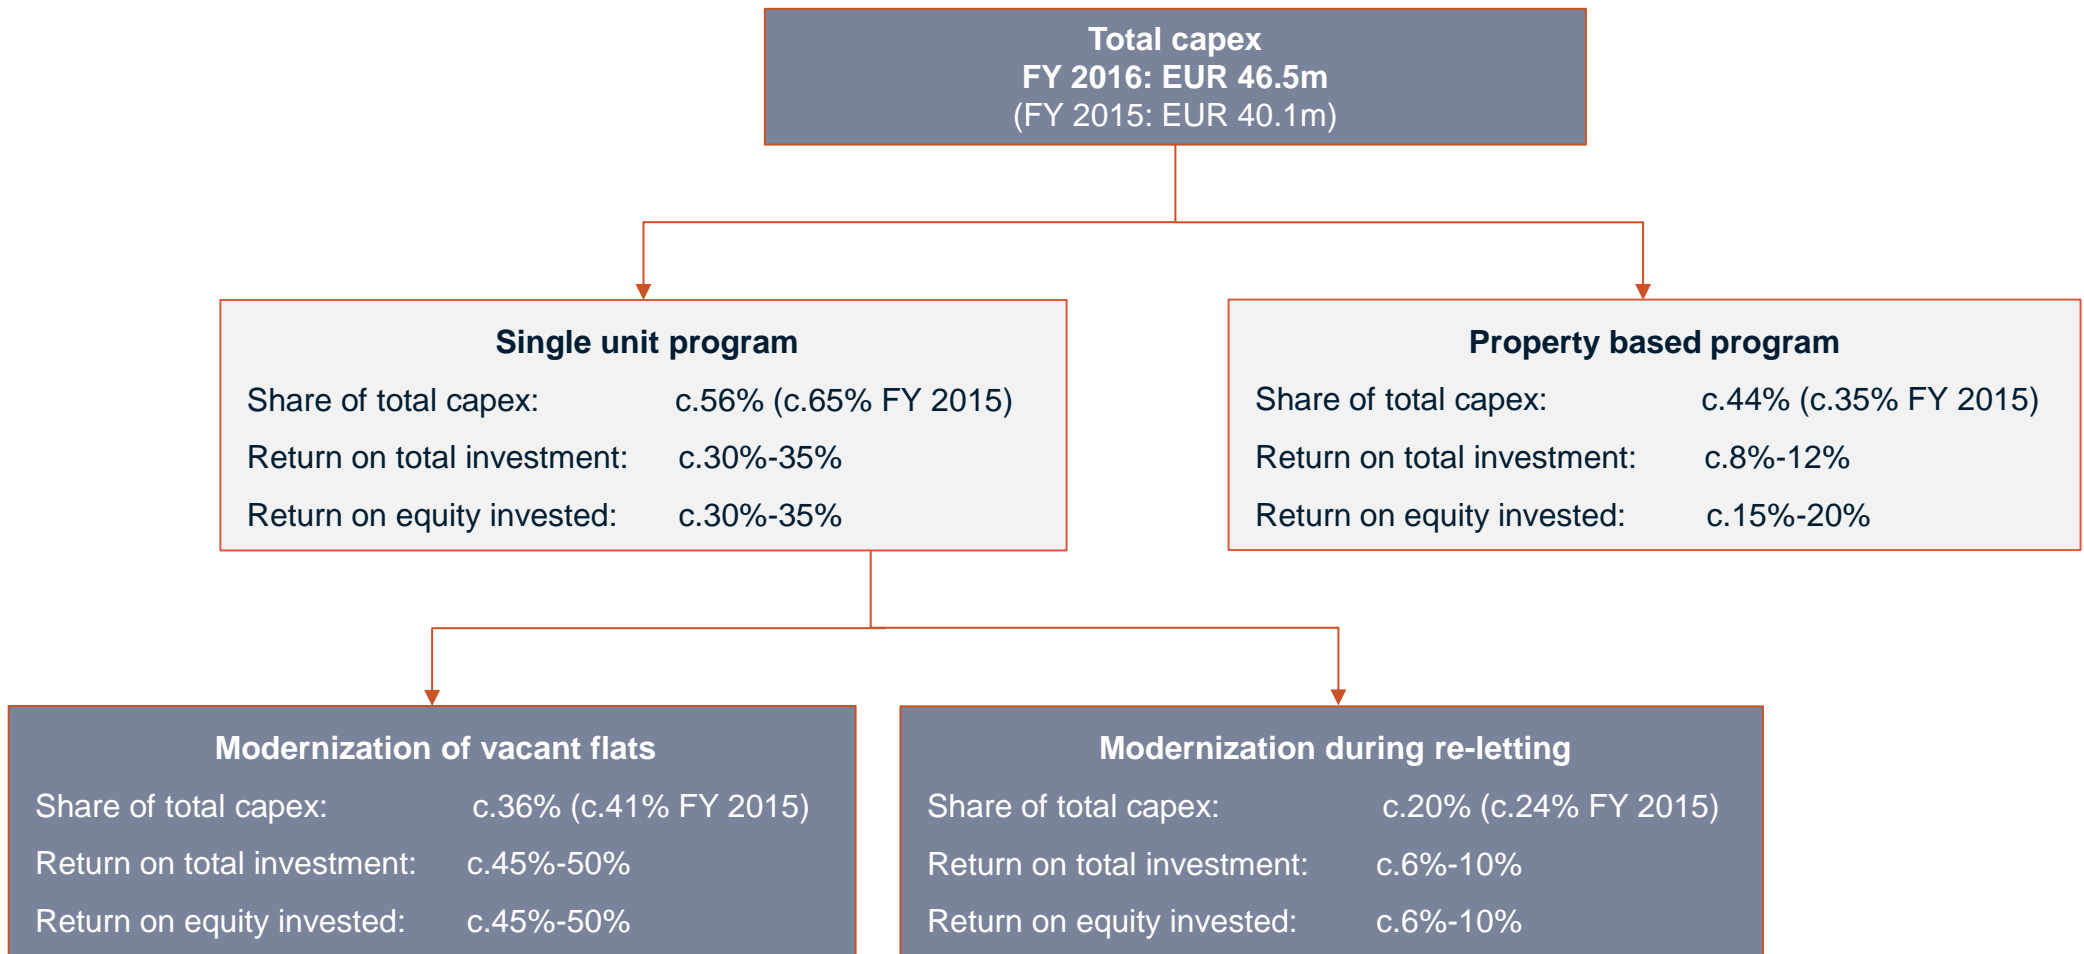 Total capex
FY 2016: EUR 46.5m
(FY 2015: EUR 40.1m)
Single unit program
Share of total capex: c.56% (c.65% FY 2015)
Return on total investment: c.30%-35%
Return on equity invested: c.30%-35%
Property based program
Share of total capex: c.44% (c.35% FY 2015)
Return on total investment: c.8%-12%
Return on equity invested: c.15%-20%
Modernization of vacant flats
Share of total capex: c.36% (c.41% FY 2015)
Return on total investment: c.45%-50%
Return on equity invested: c.45%-50%
Modernization during re-letting
Share of total capex: c.20% (c.24% FY 2015)
Return on total investment: c.6%-10%
Return on equity invested: c.6%-10%